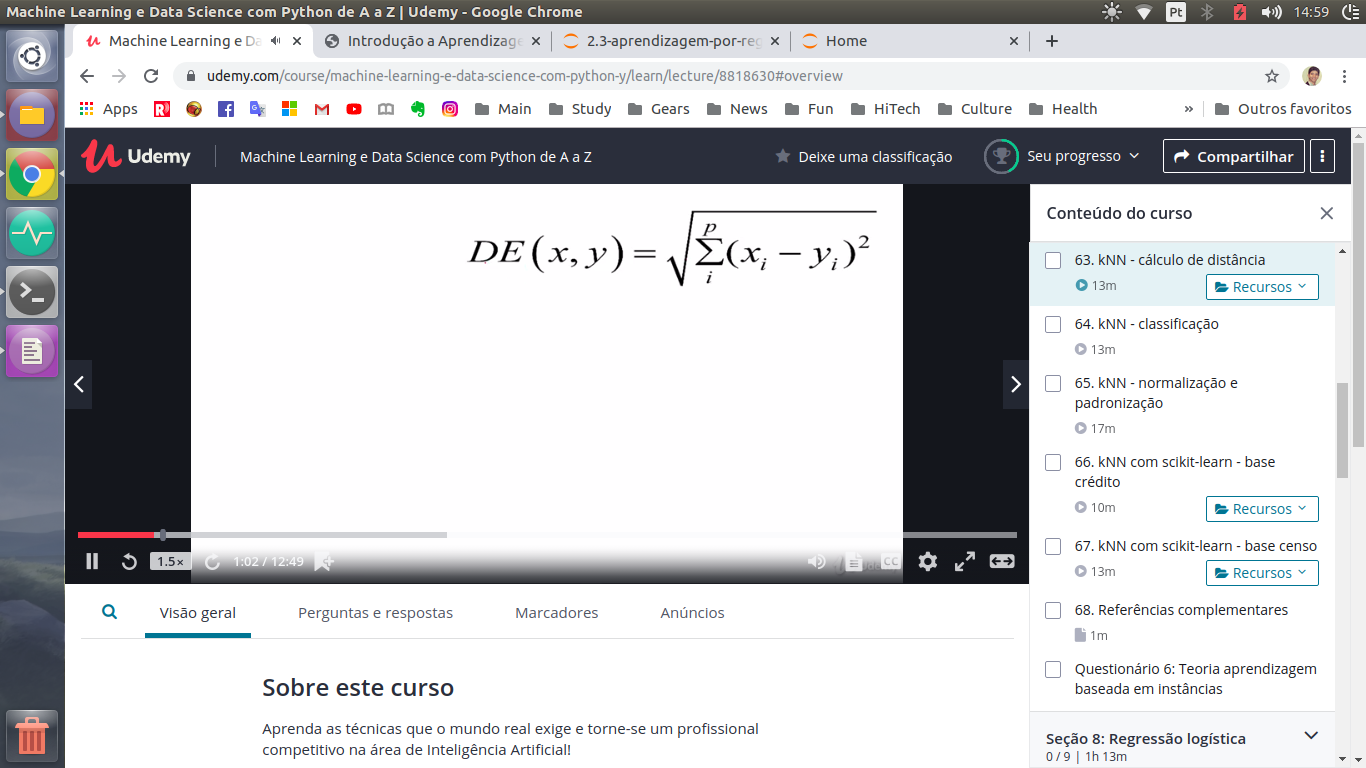 Machine Learning e Data Science com Python de A a Z | Udemy - Google Chrome
Pt
14:59
Machine Learning e Da
Introdução a Aprendizage
2.3-aprendizagem-por-reg
Home
udemy.com/course/machine-learning-e-data-science-com-python-y/learn/lecture/8818630#overview
Apps
Main
Study
Gears
News
Fun
HiTech
Culture
Health
»
Outros favoritos
Udemy
Machine Learning e Data Science com Python de A a Z
Deixe uma classificação
Seu progresso
Compartilhar
DE(x, y) = √∑(x_i − y_i)²
p
i
1.5×
1:02 / 12:49
CC
Conteúdo do curso
63. kNN - cálculo de distância
13m
Recursos
64. kNN - classificação
13m
65. kNN - normalização e
padronização
17m
66. kNN com scikit-learn - base
crédito
10m
Recursos
67. kNN com scikit-learn - base censo
13m
Recursos
68. Referências complementares
1m
Questionário 6: Teoria aprendizagem
baseada em instâncias
Seção 8: Regressão logística
0 / 9 | 1h 13m
Visão geral
Perguntas e respostas
Marcadores
Anúncios
Sobre este curso
Aprenda as técnicas que o mundo real exige e torne-se um profissional
competitivo na área de Inteligência Artificial!